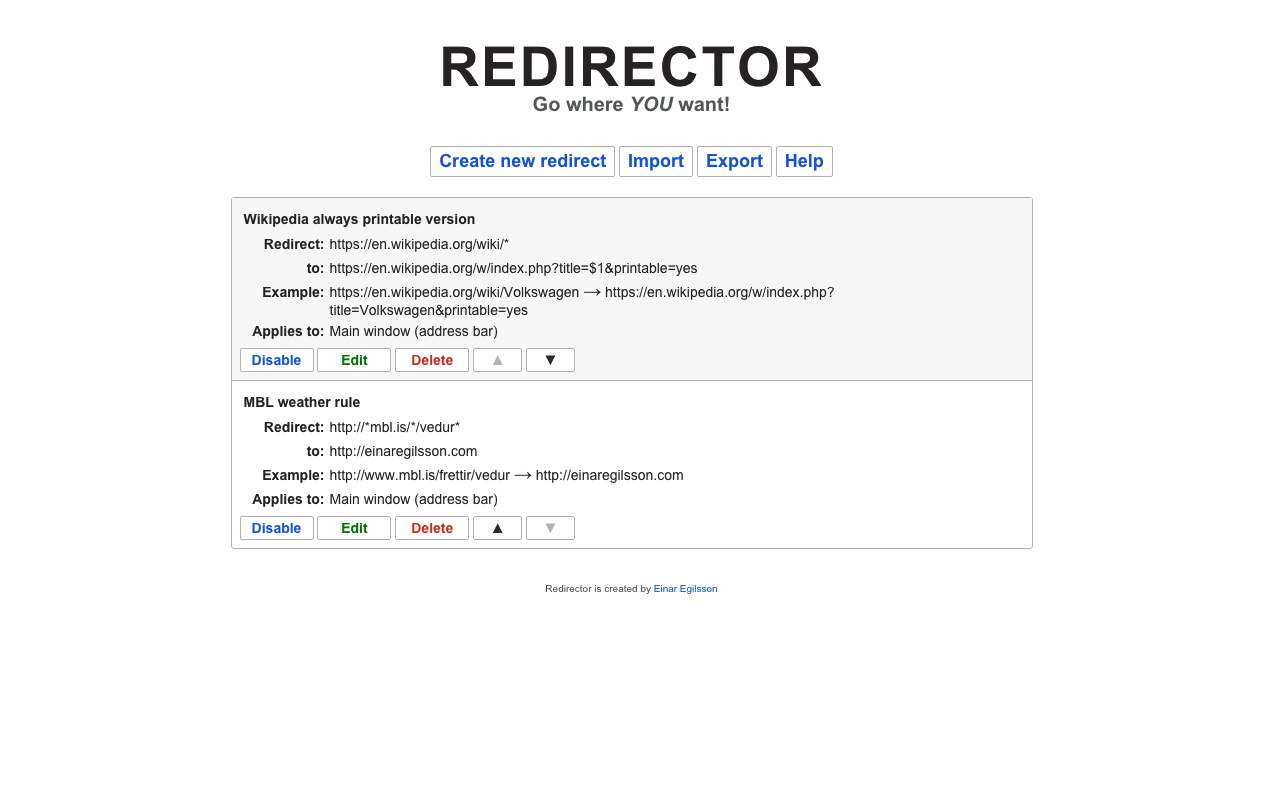 REDIRECTOR
Go where YOU want!
Create new redirect Import Export Help
Wikipedia always printable version
Redirect: https://en.wikipedia.org/wiki/*
to: https://en.wikipedia.org/w/index.php?title=$1&printable=yes
Example: https://en.wikipedia.org/wiki/Volkswagen ⟶ https://en.wikipedia.org/w/index.php?
title=Volkswagen&printable=yes
Applies to: Main window (address bar)
Disable Edit Delete ▲ ▼
MBL weather rule
Redirect: http://*mbl.is/*/vedur*
to: http://einaregilsson.com
Example: http://www.mbl.is/frettir/vedur ⟶ http://einaregilsson.com
Applies to: Main window (address bar)
Disable Edit Delete ▲ ▼
Redirector is created by Einar Egilsson